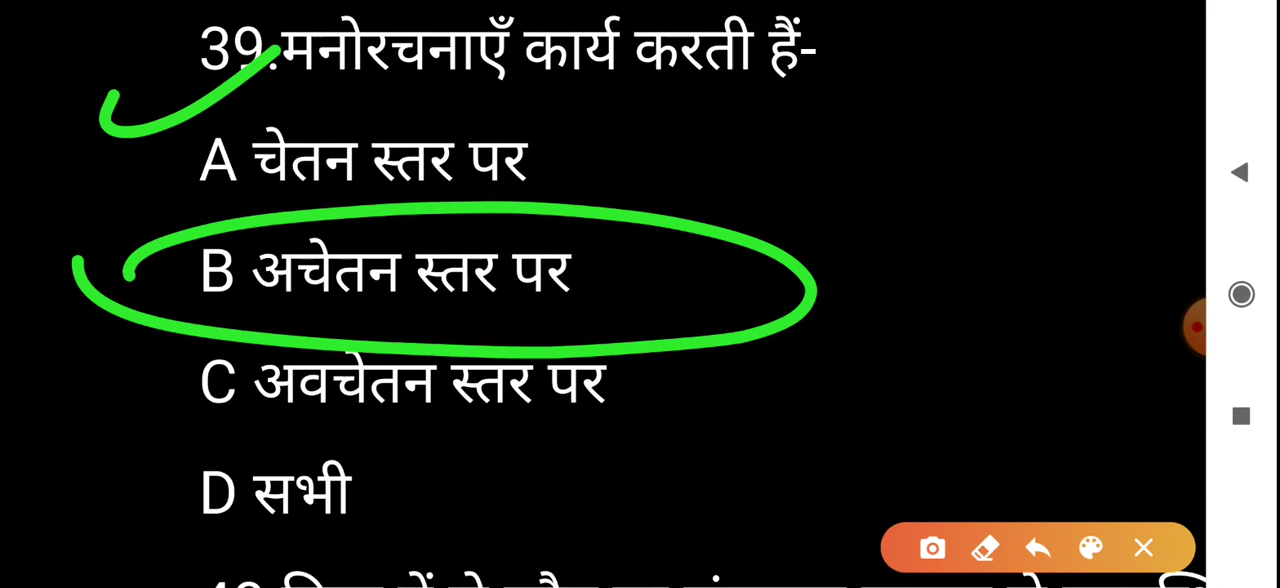 39.मनोरचनाएँ कार्य करती हैं-
A चेतन स्तर पर
B अचेतन स्तर पर
C अवचेतन स्तर पर
D सभी